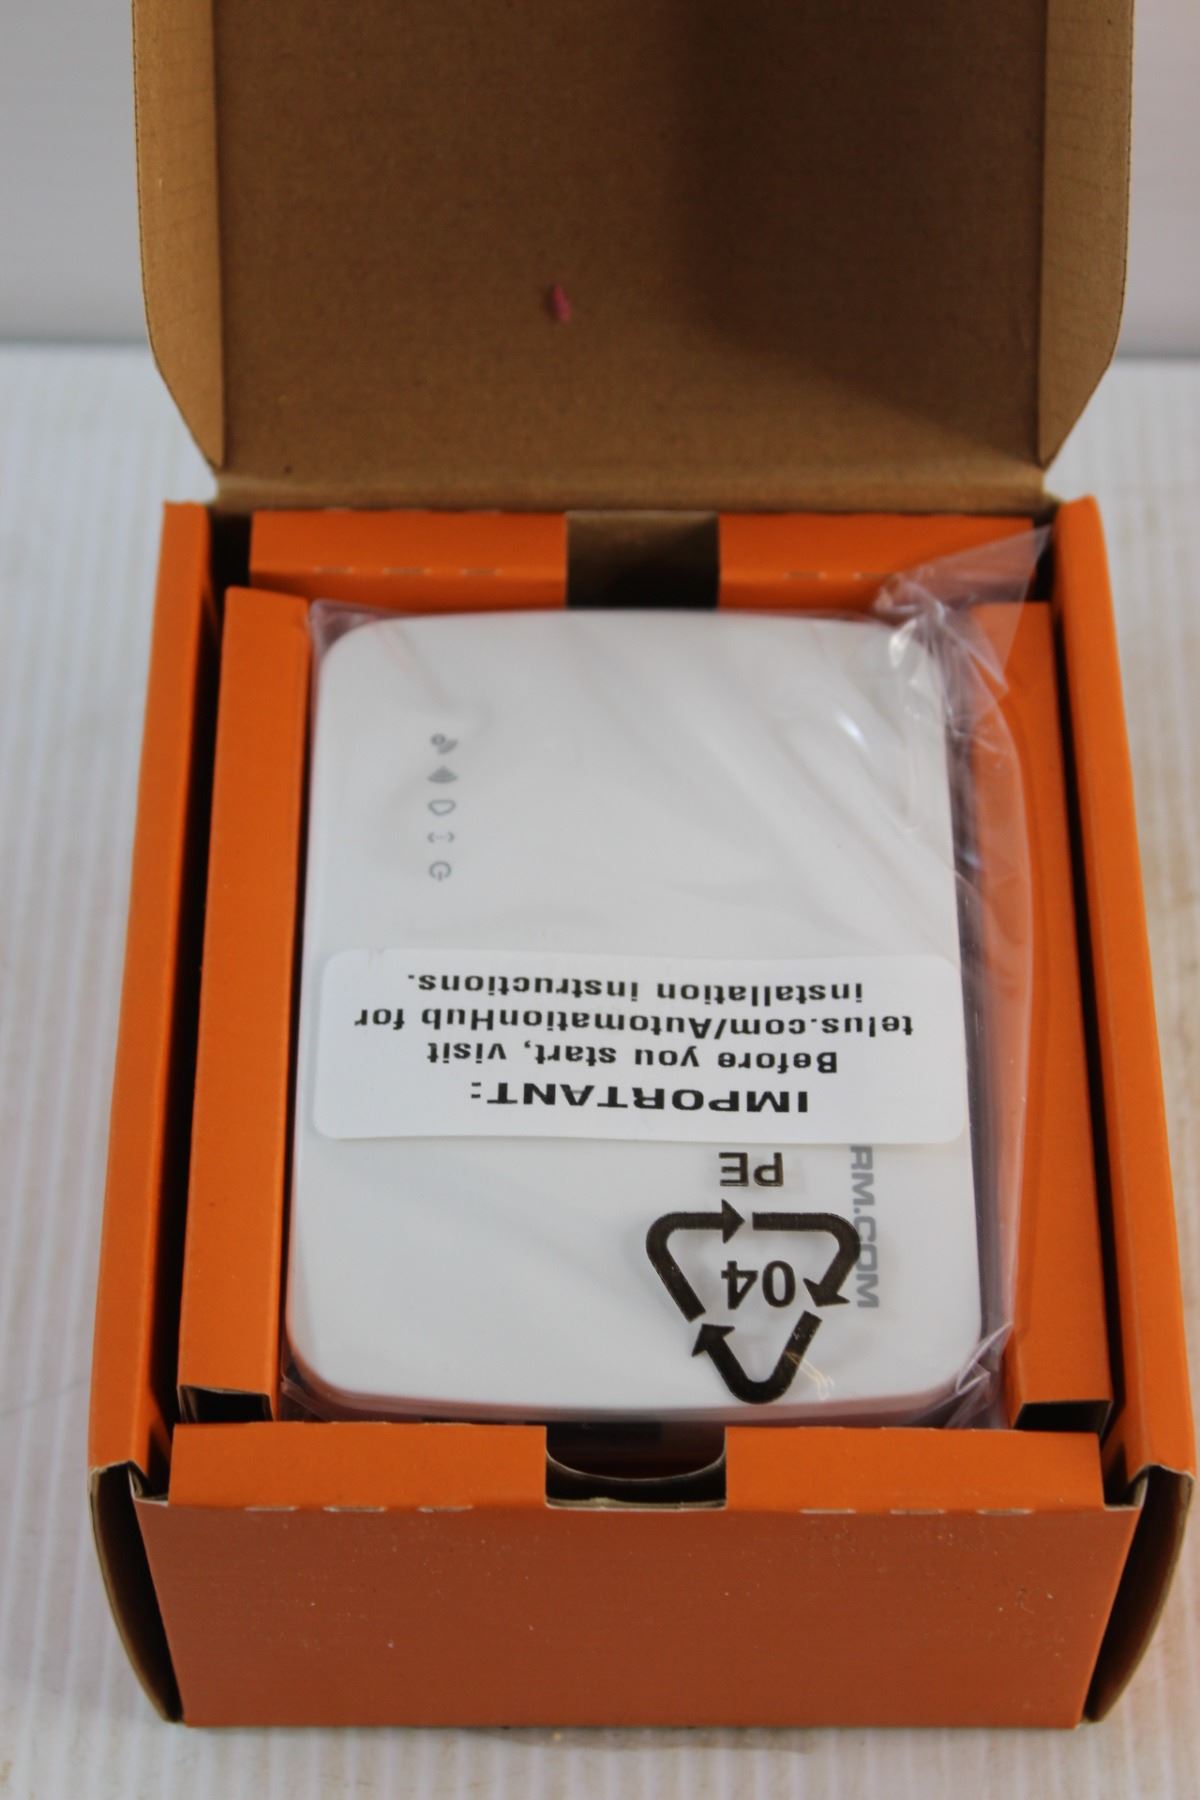 IMPORTANT:
Before you start, visit
telus.com/AutomationHub for
installation instructions.
PE
04
RM.COM